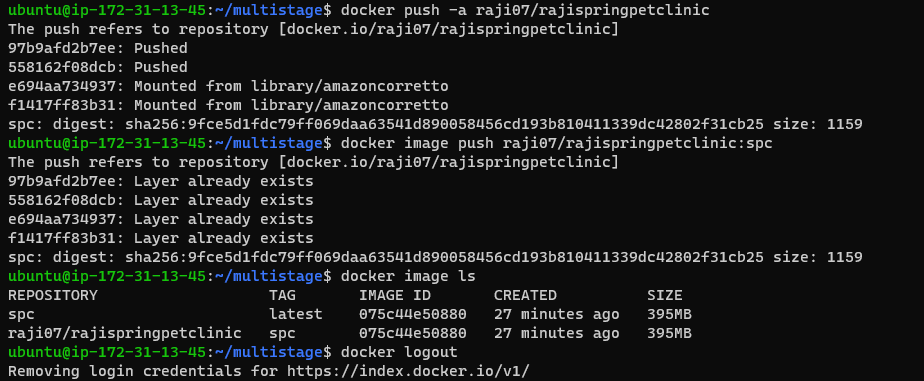 ubuntu@ip-172-31-13-45:~/multistage$ docker push -a raji07/rajispringpetclinic
The push refers to repository [docker.io/raji07/rajispringpetclinic]
97b9afd2b7ee: Pushed
558162f08dcb: Pushed
e694aa734937: Mounted from library/amazoncorretto
f1417ff83b31: Mounted from library/amazoncorretto
spc: digest: sha256:9fce5d1fdc79ff069daa63541d890058456cd193b810411339dc42802f31cb25 size: 1159
ubuntu@ip-172-31-13-45:~/multistage$ docker image push raji07/rajispringpetclinic:spc
The push refers to repository [docker.io/raji07/rajispringpetclinic]
97b9afd2b7ee: Layer already exists
558162f08dcb: Layer already exists
e694aa734937: Layer already exists
f1417ff83b31: Layer already exists
spc: digest: sha256:9fce5d1fdc79ff069daa63541d890058456cd193b810411339dc42802f31cb25 size: 1159
ubuntu@ip-172-31-13-45:~/multistage$ docker image ls
REPOSITORY TAG IMAGE ID CREATED SIZE
spc latest 075c44e50880 27 minutes ago 395MB
raji07/rajispringpetclinic spc 075c44e50880 27 minutes ago 395MB
ubuntu@ip-172-31-13-45:~/multistage$ docker logout
Removing login credentials for https://index.docker.io/v1/